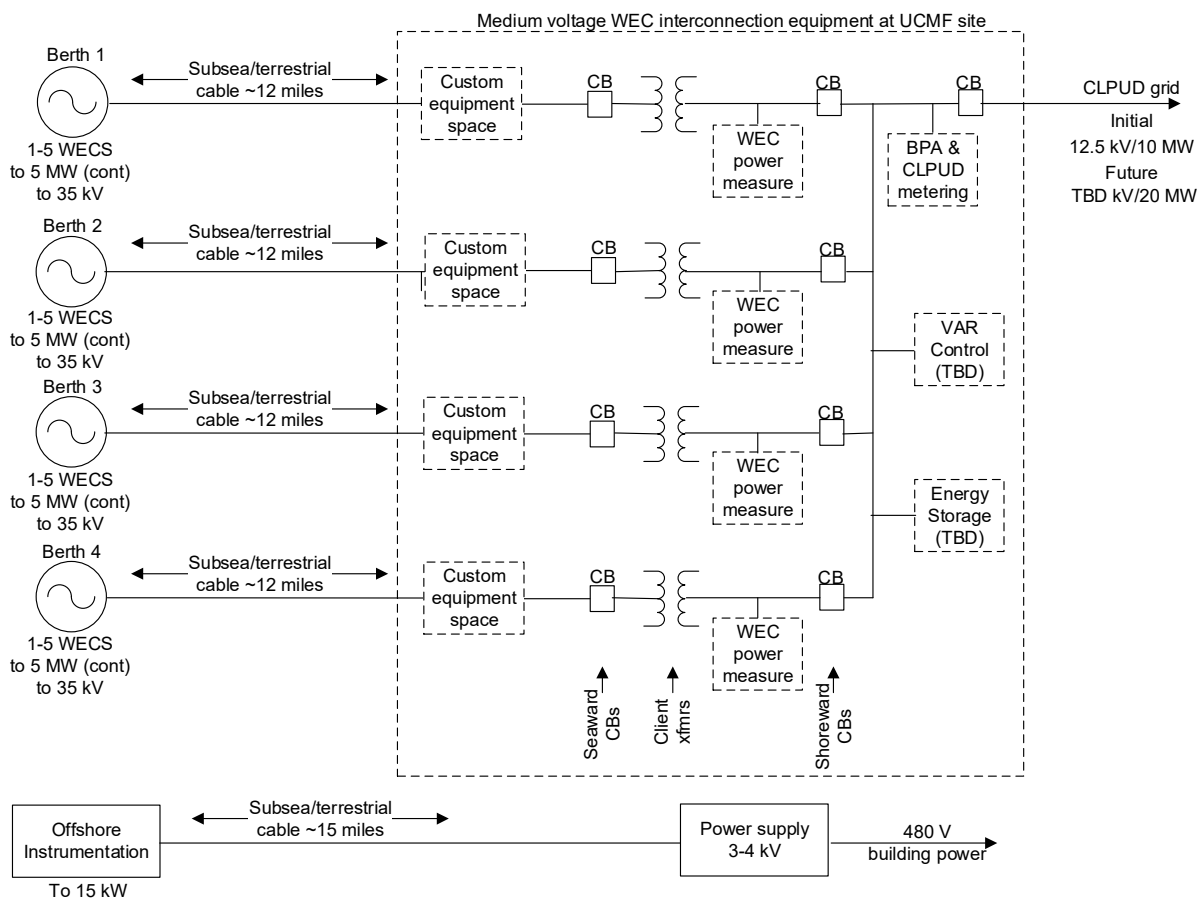 Medium voltage WEC interconnection equipment at UCMF site
Berth 1
Subsea/terrestrial
cable ~12 miles
1-5 WECS
to 5 MW (cont)
to 35 kV
Custom
equipment
space
CB
WEC
power
measure
CB
BPA &
CLPUD
metering
CB
CLPUD grid
Initial
12.5 kV/10 MW
Future
TBD kV/20 MW
Berth 2
Subsea/terrestrial
cable ~12 miles
1-5 WECS
to 5 MW (cont)
to 35 kV
Custom
equipment
space
CB
WEC
power
measure
CB
VAR
Control
(TBD)
Berth 3
Subsea/terrestrial
cable ~12 miles
1-5 WECS
to 5 MW (cont)
to 35 kV
Custom
equipment
space
CB
WEC
power
measure
CB
Energy
Storage
(TBD)
Berth 4
Subsea/terrestrial
cable ~12 miles
1-5 WECS
to 5 MW (cont)
to 35 kV
Custom
equipment
space
CB
WEC
power
measure
CB
Seaward
CBs
Client
xfmrs
Shoreward
CBs
Offshore
Instrumentation
To 15 kW
Subsea/terrestrial
cable ~15 miles
Power supply
3-4 kV
480 V
building power